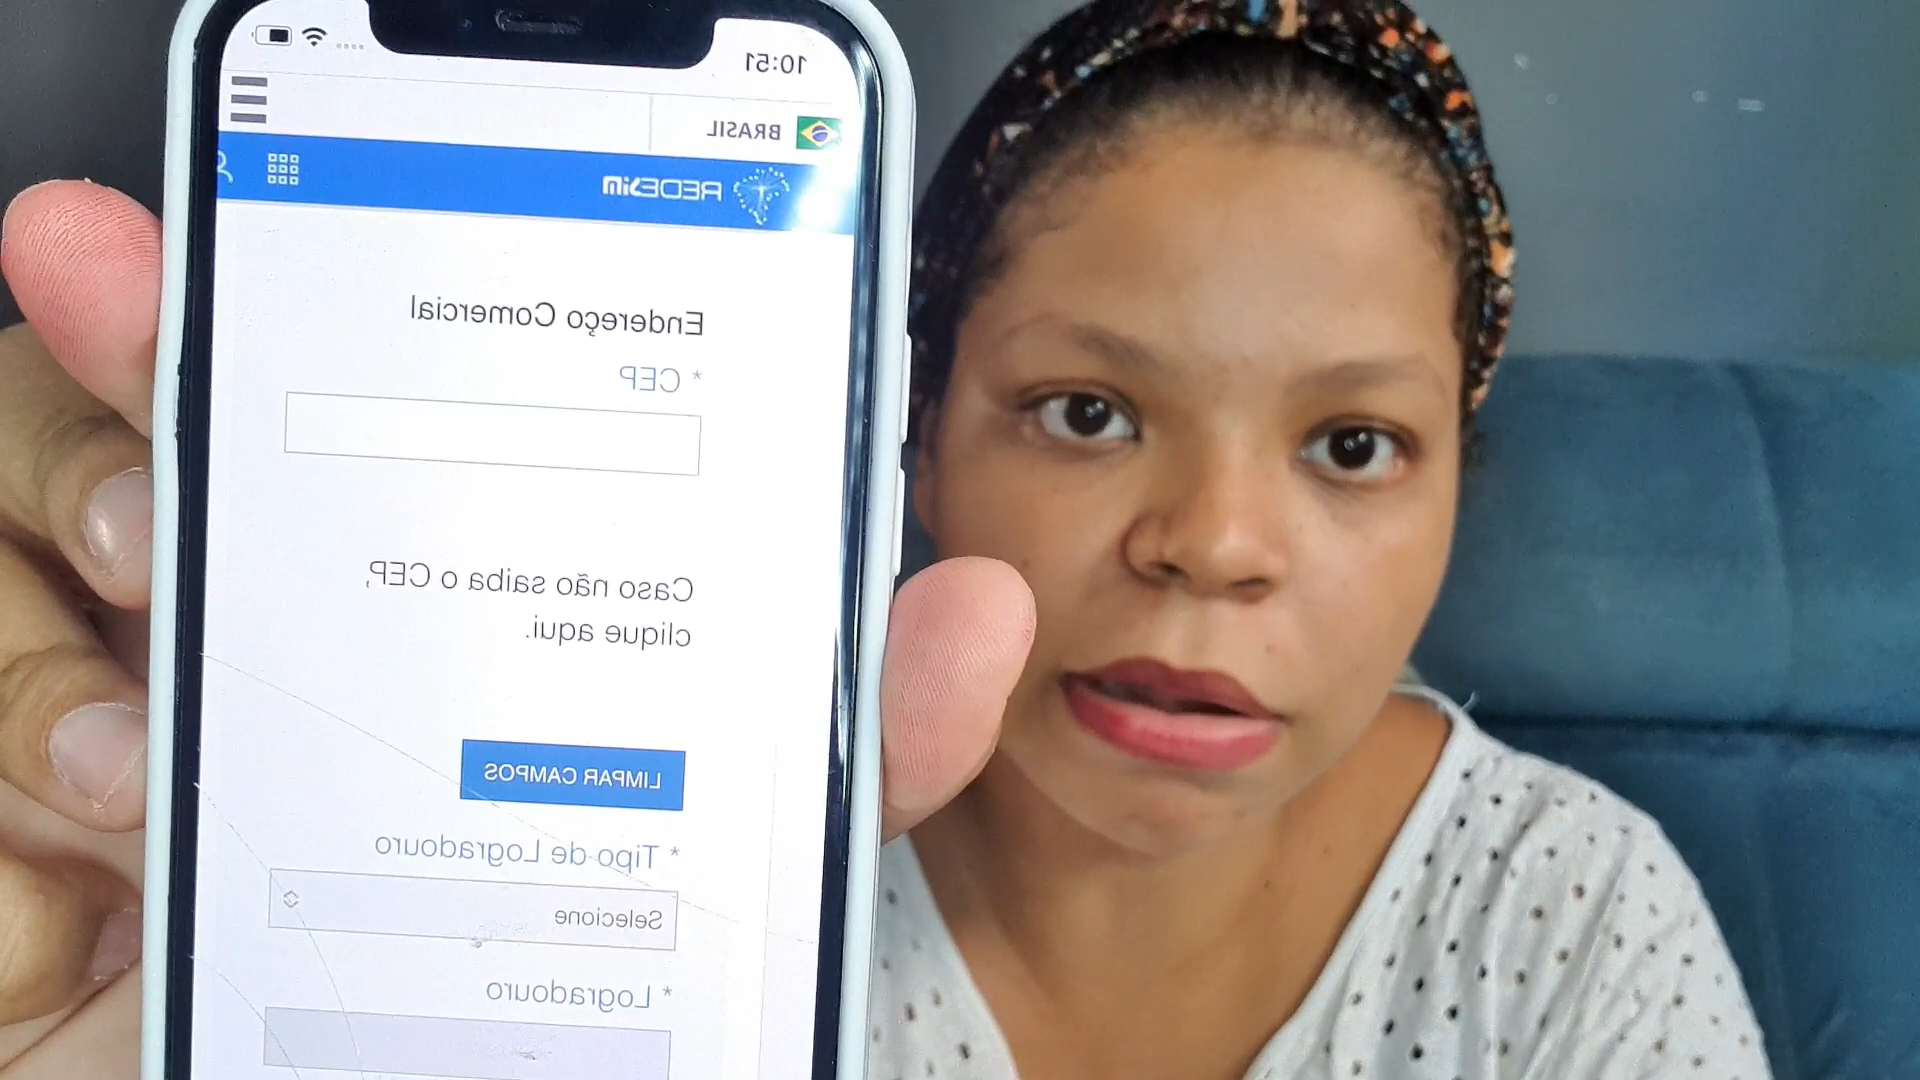 10:51
BRASIL
REDESIM
Endereço Comercial
* CEP
Caso não saiba o CEP,
clique aqui.
LIMPAR CAMPOS
* Tipo de Logradouro
Selecione
* Logradouro